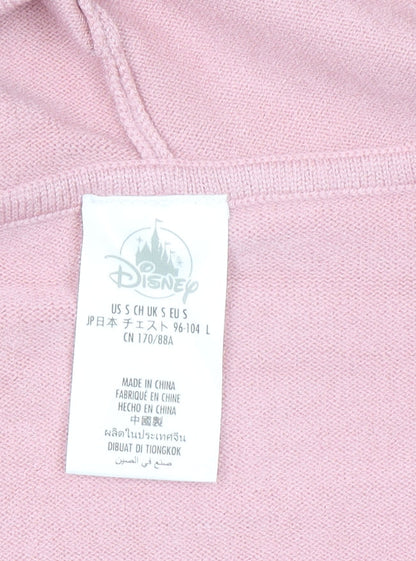 Disney
US S CH UK S EU S
JP日本 チェスト 96-104 L
CN 170/88A
MADE IN CHINA
FABRIQUÉ EN CHINE
HECHO EN CHINA
中國製
ผลิตในประเทศจีน
DIBUAT DI TIONGKOK
صنع في الصين